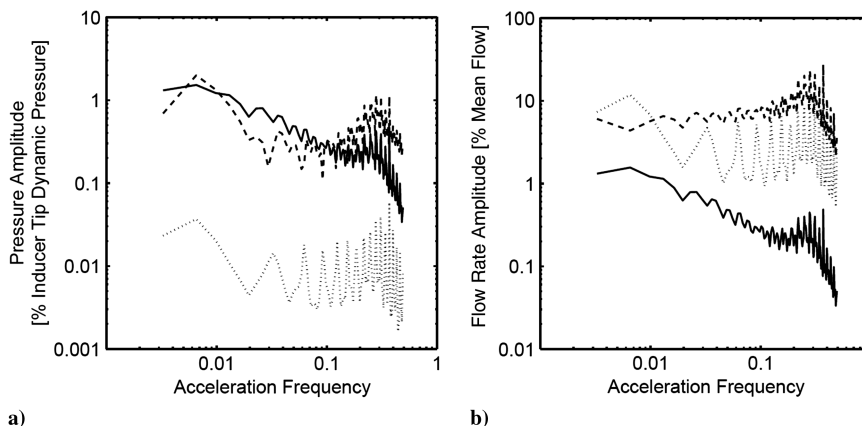 10
1
0.1
0.01
0.001
Pressure Amplitude
[% Inducer Tip Dynamic Pressure]
0.01 0.1 1
Acceleration Frequency
a)
100
10
1
0.1
0.01
Flow Rate Amplitude [% Mean Flow]
0.01 0.1
Acceleration Frequency
b)